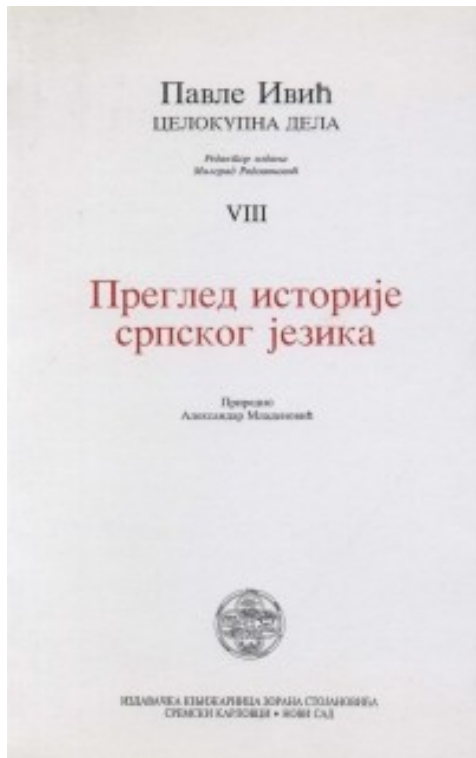 Павле Ивић
ЦЕЛОКУПНА ДЕЛА
Редактор издања
Милорад Радовановић
VIII
Преглед историје
српског језика
Приредио
Александар Младеновић
ИЗДАВАЧКА КЊИЖАРНИЦА ЗОРАНА СТОЈАНОВИЋА
СРЕМСКИ КАРЛОВЦИ • НОВИ САД